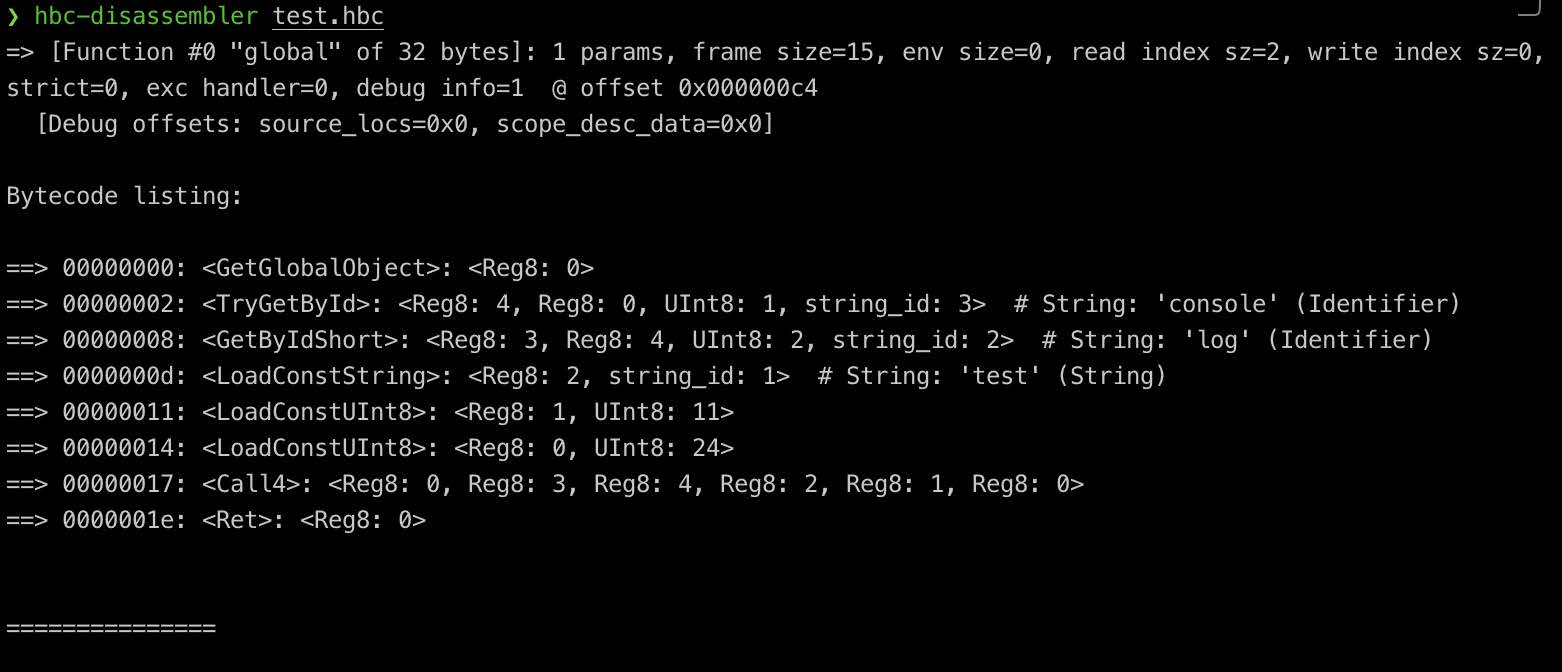 ❯ hbc-disassembler test.hbc
=> [Function #0 "global" of 32 bytes]: 1 params, frame size=15, env size=0, read index sz=2, write index sz=0,
strict=0, exc handler=0, debug info=1  @ offset 0x000000c4
  [Debug offsets: source_locs=0x0, scope_desc_data=0x0]
Bytecode listing:
==> 00000000: <GetGlobalObject>: <Reg8: 0>
==> 00000002: <TryGetById>: <Reg8: 4, Reg8: 0, UInt8: 1, string_id: 3>  # String: 'console' (Identifier)
==> 00000008: <GetByIdShort>: <Reg8: 3, Reg8: 4, UInt8: 2, string_id: 2>  # String: 'log' (Identifier)
==> 0000000d: <LoadConstString>: <Reg8: 2, string_id: 1>  # String: 'test' (String)
==> 00000011: <LoadConstUInt8>: <Reg8: 1, UInt8: 11>
==> 00000014: <LoadConstUInt8>: <Reg8: 0, UInt8: 24>
==> 00000017: <Call4>: <Reg8: 0, Reg8: 3, Reg8: 4, Reg8: 2, Reg8: 1, Reg8: 0>
==> 0000001e: <Ret>: <Reg8: 0>
===============